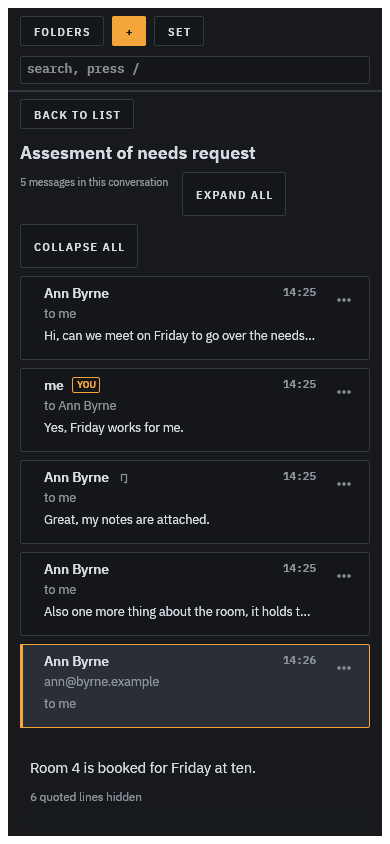 FOLDERS + SET
search, press /
BACK TO LIST
Assesment of needs request
5 messages in this conversation EXPAND ALL
COLLAPSE ALL
Ann Byrne 14:25 •••
to me
Hi, can we meet on Friday to go over the needs...
me YOU 14:25 •••
to Ann Byrne
Yes, Friday works for me.
Ann Byrne 14:25 •••
to me
Great, my notes are attached.
Ann Byrne 14:25 •••
to me
Also one more thing about the room, it holds t...
Ann Byrne 14:26 •••
ann@byrne.example
to me
Room 4 is booked for Friday at ten.
6 quoted lines hidden